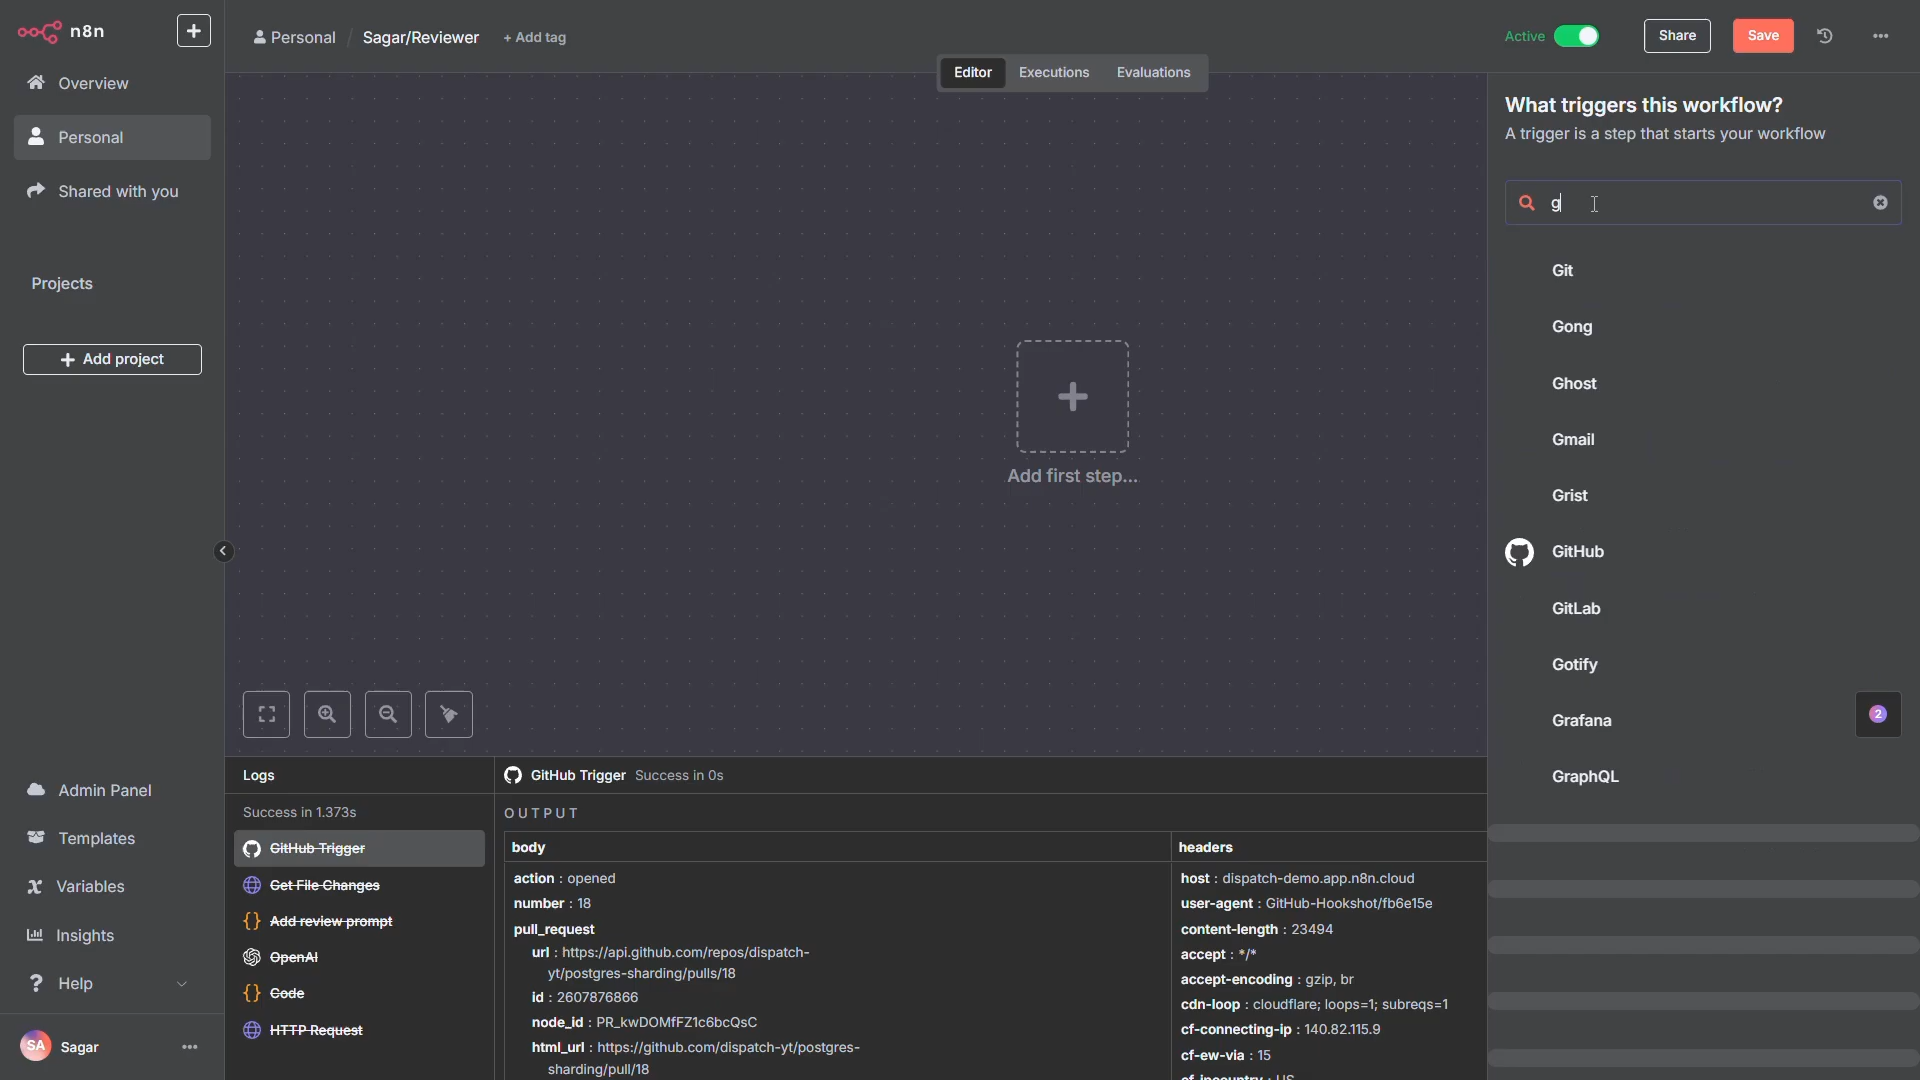 n8n
Personal / Sagar/Reviewer + Add tag
Active
Share
Save
Editor Executions Evaluations
Overview
Personal
Shared with you
Projects
+ Add project
Admin Panel
Templates
Variables
Insights
Help
SA Sagar
Add first step...
What triggers this workflow?
A trigger is a step that starts your workflow
g
Git
Gong
Ghost
Gmail
Grist
GitHub
GitLab
Gotify
Grafana
GraphQL
2
Logs
Success in 1.373s
GitHub Trigger
Get File Changes
Add review prompt
OpenAI
Code
HTTP Request
GitHub Trigger Success in 0s
OUTPUT
body
action : opened
number : 18
pull_request
url : https://api.github.com/repos/dispatch-
yt/postgres-sharding/pulls/18
id : 2607876866
node_id : PR_kwDOMfFZ1c6bcQsC
html_url : https://github.com/dispatch-yt/postgres-
sharding/pull/18
headers
host : dispatch-demo.app.n8n.cloud
user-agent : GitHub-Hookshot/fb6e15e
content-length : 23494
accept : */*
accept-encoding : gzip, br
cdn-loop : cloudflare; loops=1; subreqs=1
cf-connecting-ip : 140.82.115.9
cf-ew-via : 15
cf-ipcountry : US